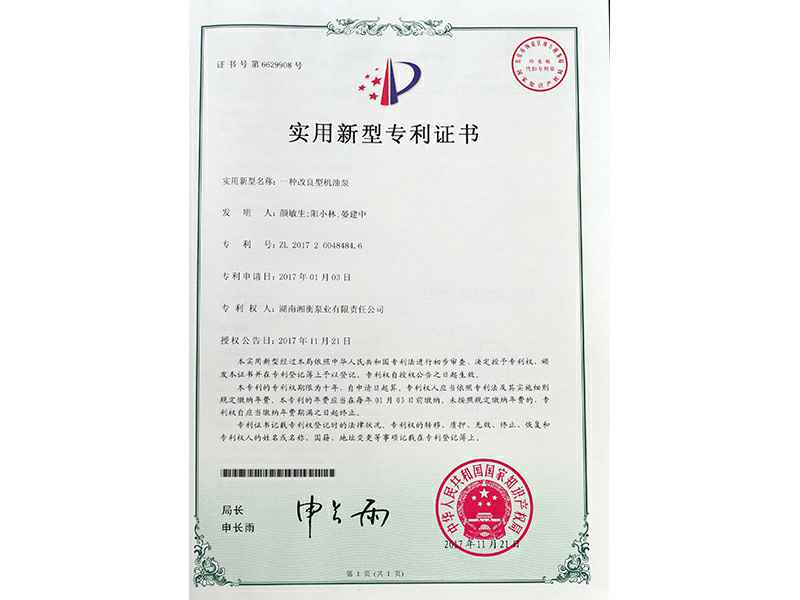 证书号第6629908号
实用新型专利证书
实用新型名称：一种改良型机油泵
发明人：颜敏生;阳小林;晏建中
专利号：ZL 2017 2 0048484.6
专利申请日：2017年01月03日
专利权人：湖南湘衡泵业有限责任公司
授权公告日：2017年11月21日
本实用新型经过本局依照中华人民共和国专利法进行初步审查，决定授予专利权，颁
发本证书并在专利登记簿上予以登记。专利权自授权公告之日起生效。
本专利的专利权期限为十年，自申请日起算。专利权人应当依照专利法及其实施细则
规定缴纳年费。本专利的年费应当在每年01月03日前缴纳。未按照规定缴纳年费的，专
利权自应当缴纳年费期满之日起终止。
专利证书记载专利权登记时的法律状况。专利权的转移、质押、无效、终止、恢复和
专利权人的姓名或名称、国籍、地址变更等事项记载在专利登记簿上。
局长
申长雨
申长雨
中华人民共和国国家知识产权局
2017年11月21日
第1页(共1页)